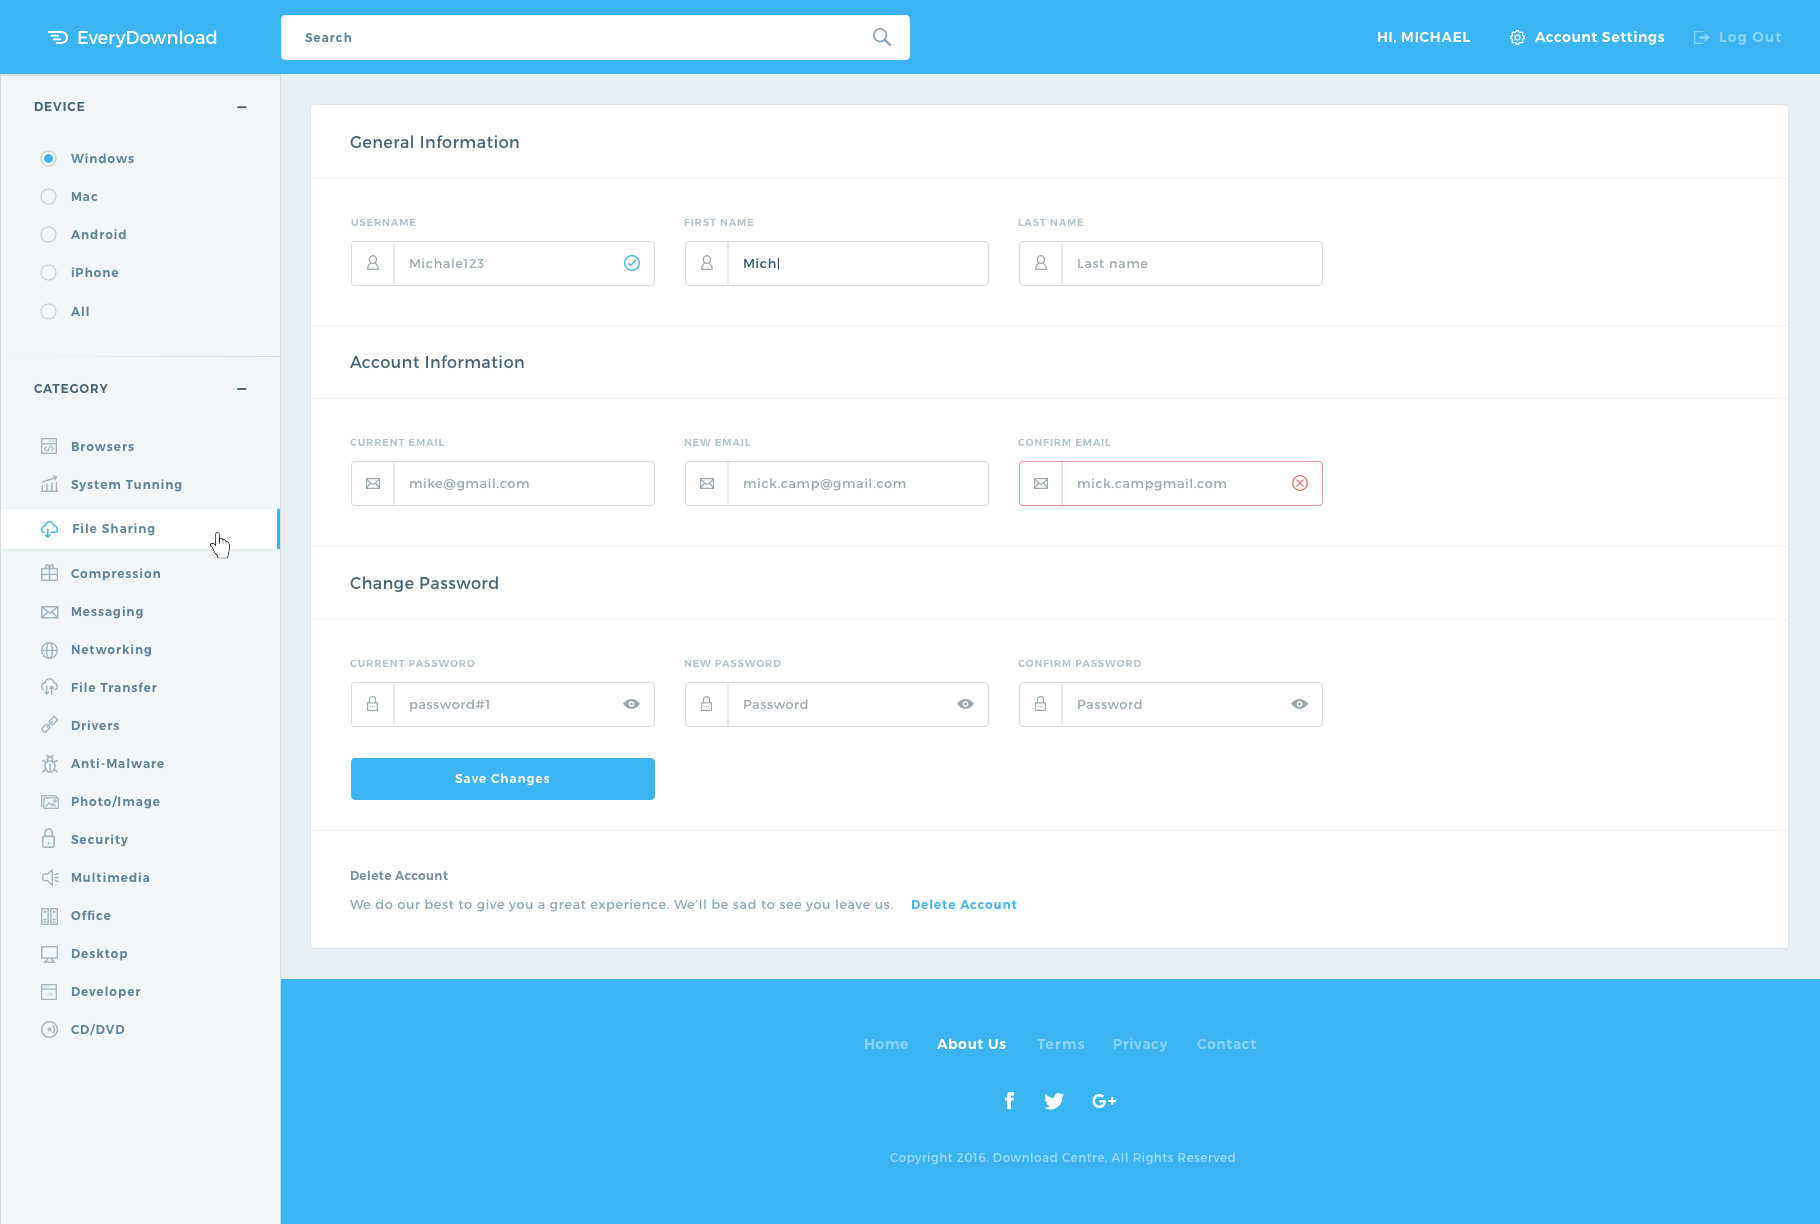 EveryDownload
Search
HI, MICHAEL
Account Settings
Log Out
DEVICE
Windows
Mac
Android
iPhone
All
CATEGORY
Browsers
System Tunning
File Sharing
Compression
Messaging
Networking
File Transfer
Drivers
Anti-Malware
Photo/Image
Security
Multimedia
Office
Desktop
Developer
CD/DVD
General Information
USERNAME FIRST NAME LAST NAME
Michale123 Mich Last name
Account Information
CURRENT EMAIL NEW EMAIL CONFIRM EMAIL
mike@gmail.com mick.camp@gmail.com mick.campgmail.com
Change Password
CURRENT PASSWORD NEW PASSWORD CONFIRM PASSWORD
password#1 Password Password
Save Changes
Delete Account
We do our best to give you a great experience. We'll be sad to see you leave us. Delete Account
Home About Us Terms Privacy Contact
f G+
Copyright 2016. Download Centre, All Rights Reserved